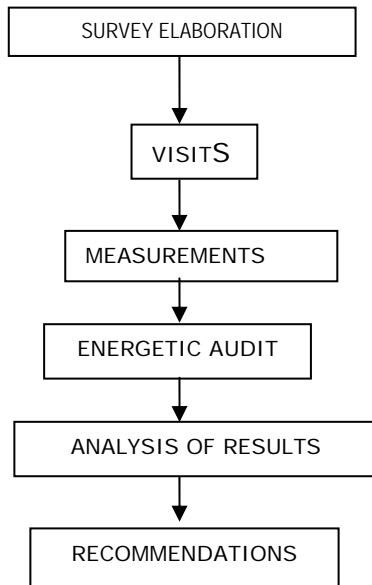 SURVEY ELABORATION
VISITS
MEASUREMENTS
ENERGETIC AUDIT
ANALYSIS OF RESULTS
RECOMMENDATIONS